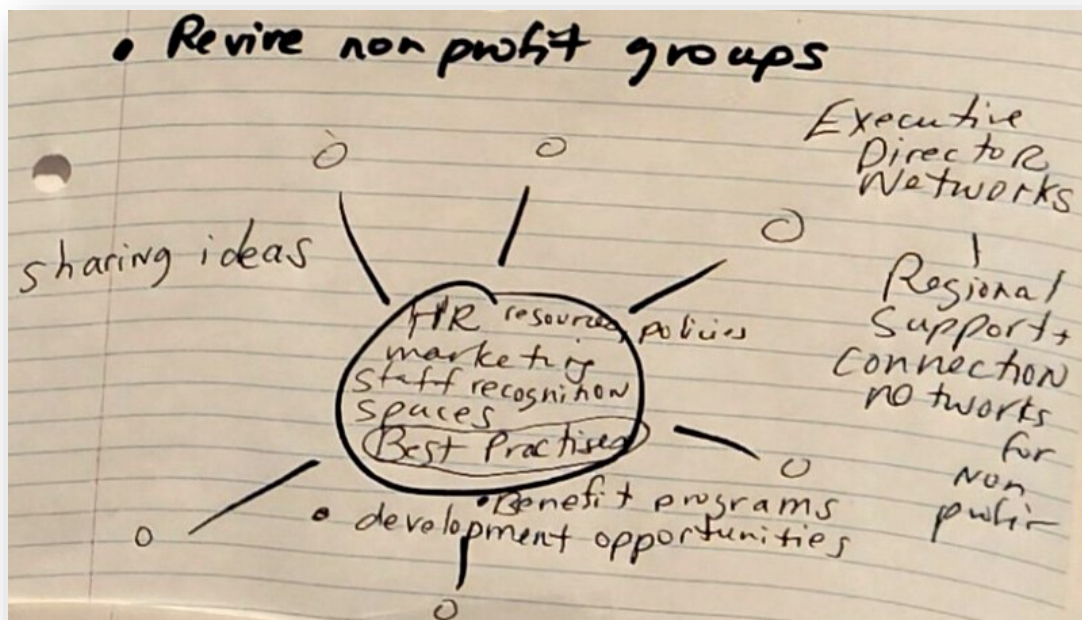 • Revive non profit groups
Executive
Director
Networks
sharing ideas
Regional
Support +
Connection
networks
for
Non
profit
HR resources, policies
marketing
staff recognition
spaces
Best Practised
• Benefit programs
• development opportunities